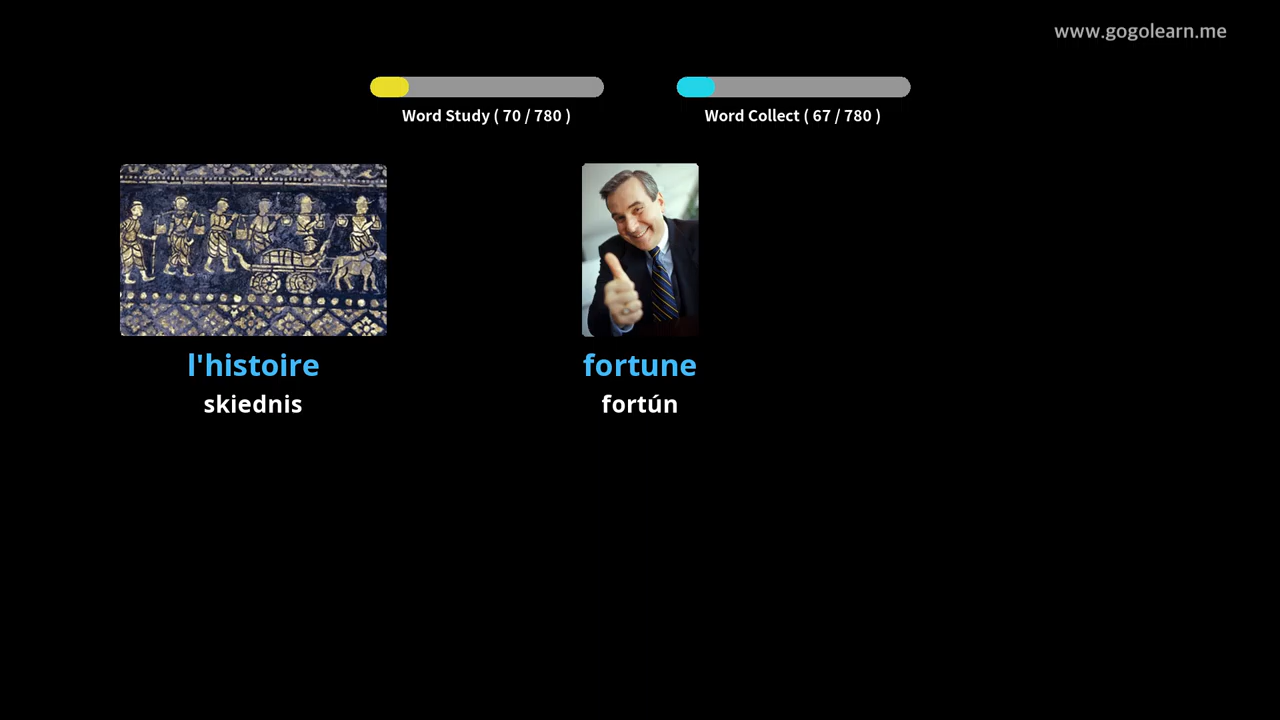 www.gogolearn.me
Word Study ( 70 / 780 )
Word Collect ( 67 / 780 )
l'histoire
skiednis
fortune
fortún